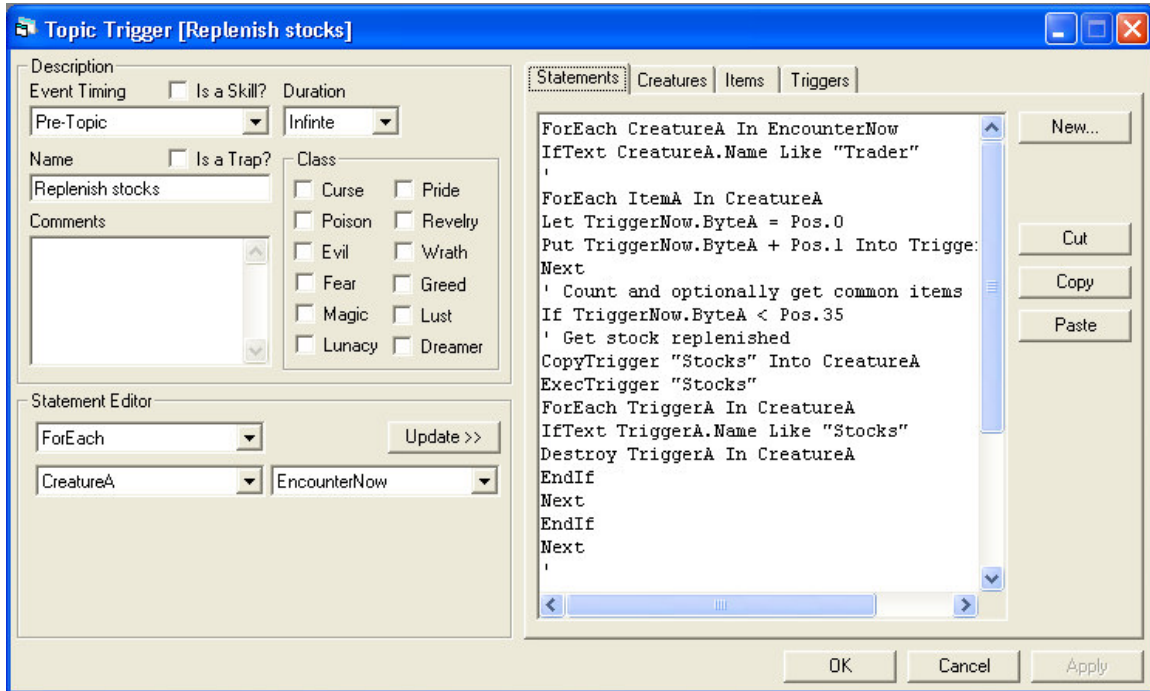 Topic Trigger [Replenish stocks]
Description
Event Timing
Is a Skill?
Duration
Pre-Topic
Infinte
Name
Is a Trap?
Replenish stocks
Comments
Class
Curse
Pride
Poison
Revelry
Evil
Wrath
Fear
Greed
Magic
Lust
Lunacy
Dreamer
Statement Editor
ForEach
Update >>
CreatureA
EncounterNow
Statements
Creatures
Items
Triggers
ForEach CreatureA In EncounterNow
IfText CreatureA.Name Like "Trader"
'
ForEach ItemA In CreatureA
Let TriggerNow.ByteA = Pos.0
Put TriggerNow.ByteA + Pos.1 Into Trigge
Next
' Count and optionally get common items
If TriggerNow.ByteA < Pos.35
' Get stock replenished
CopyTrigger "Stocks" Into CreatureA
ExecTrigger "Stocks"
ForEach TriggerA In CreatureA
IfText TriggerA.Name Like "Stocks"
Destroy TriggerA In CreatureA
EndIf
Next
EndIf
Next
'
New...
Cut
Copy
Paste
OK
Cancel
Apply